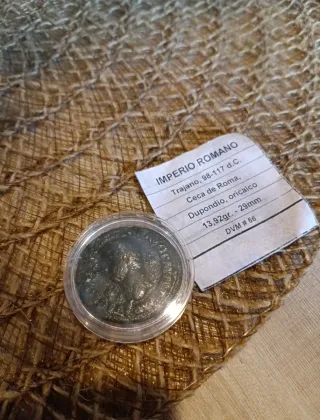 IMPERIO ROMANO
Trajano, 98-117 d.C.
Ceca de Roma,
Dupondio, oricalco
13,92gr. - 29mm
DVM # 66